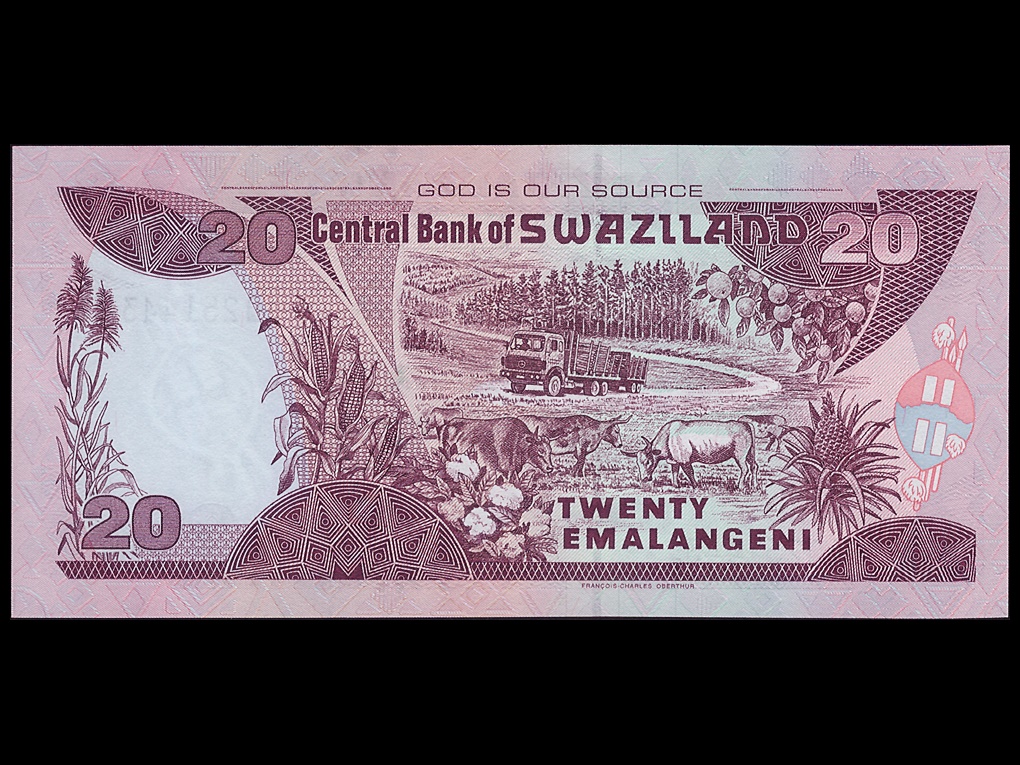 GOD IS OUR SOURCE
20 Central Bank of SWAZILAND 20
20
TWENTY
EMALANGENI
FRANÇOIS-CHARLES OBERTHUR